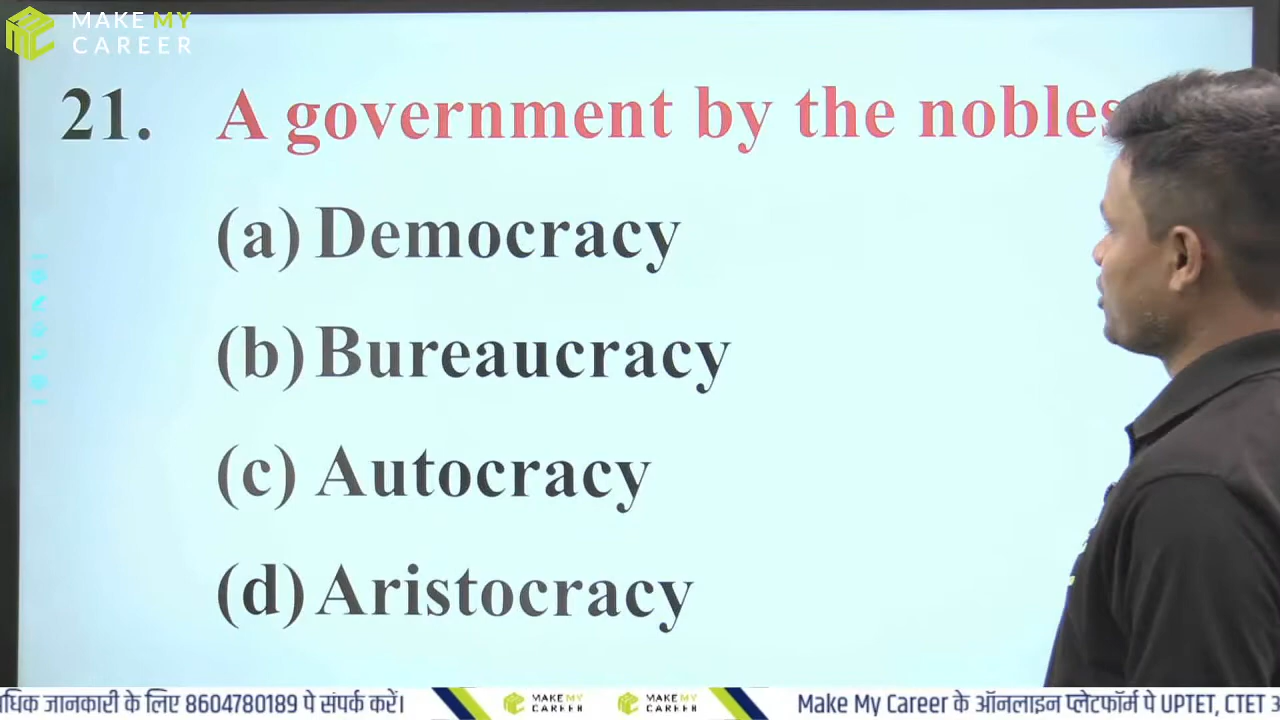 MAKE MY
CAREER
21. A government by the nobles
(a) Democracy
(b) Bureaucracy
(c) Autocracy
(d) Aristocracy
धिक जानकारी के लिए 8604780189 पे संपर्क करें। MAKE MY CAREER MAKE MY CAREER Make My Career के ऑनलाइन प्लेटफॉर्म पे UPTET, CTET